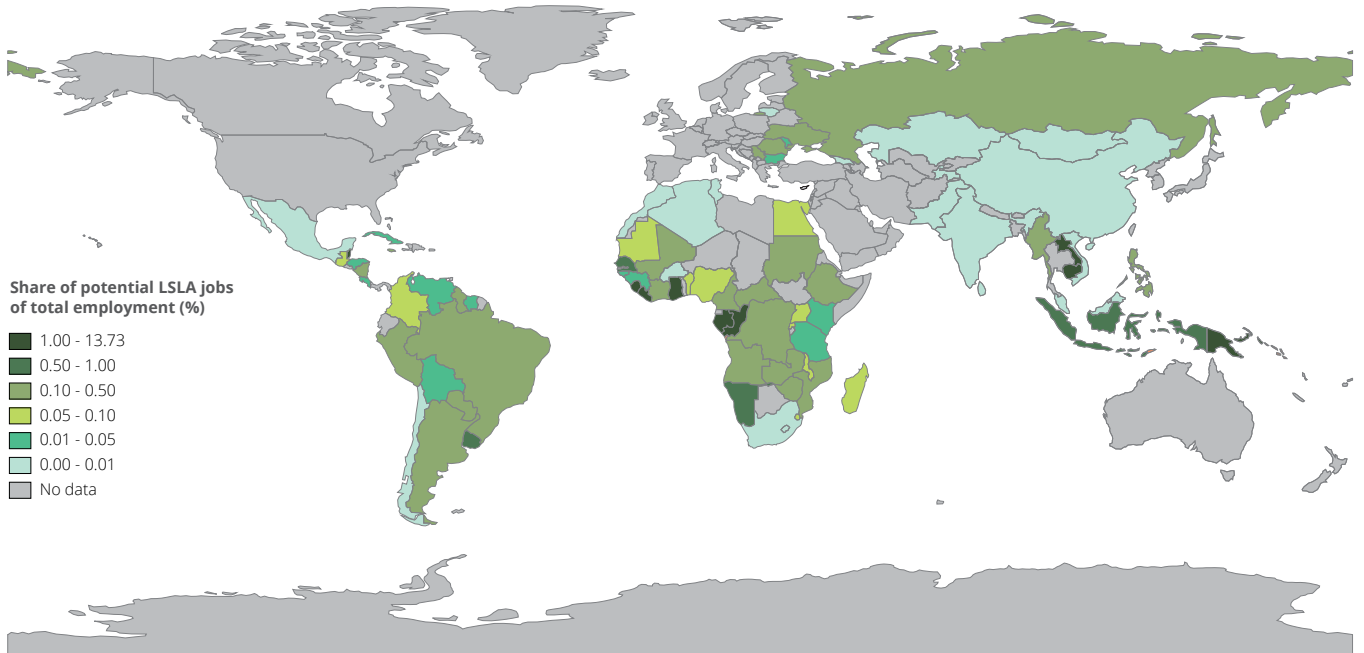 Share of potential LSLA jobs
of total employment (%)
1.00 - 13.73
0.50 - 1.00
0.10 - 0.50
0.05 - 0.10
0.01 - 0.05
0.00 - 0.01
No data